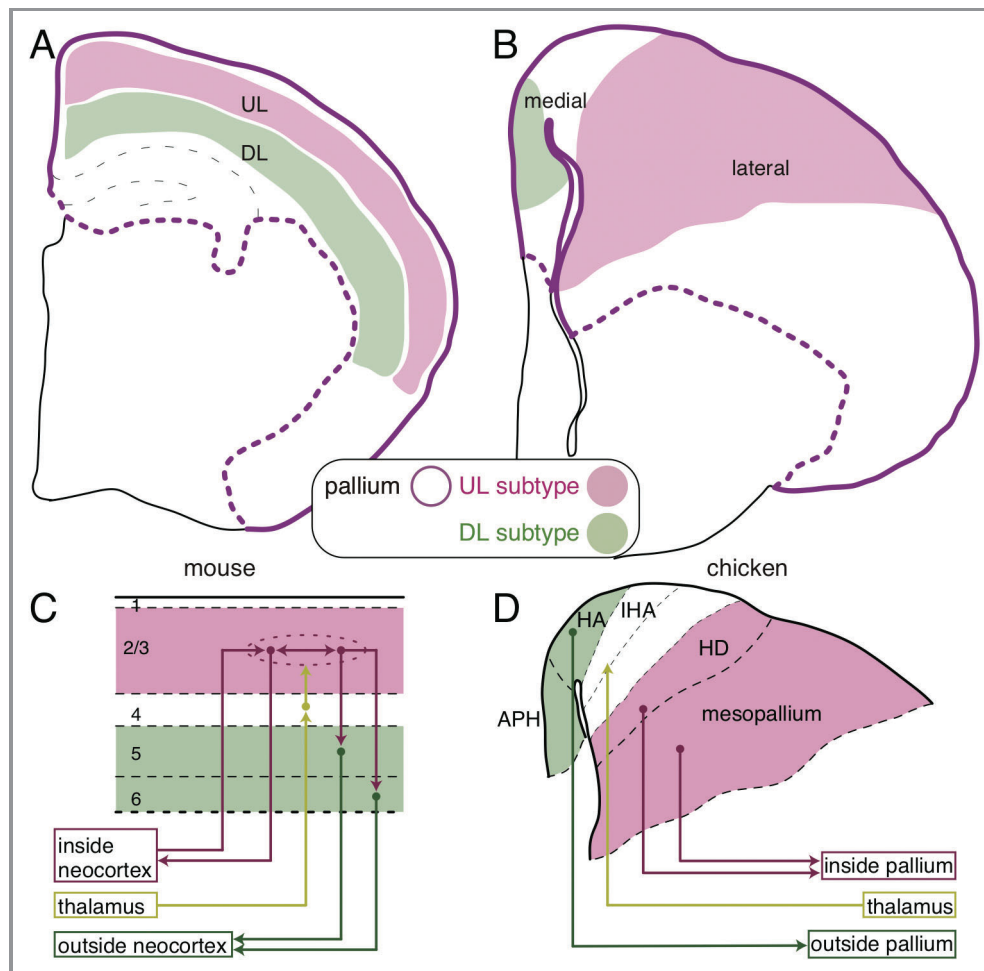 A
B
UL
DL
medial
lateral
pallium
UL subtype
DL subtype
mouse
chicken
C
1
2/3
4
5
6
inside
neocortex
thalamus
outside neocortex
D
HA
IHA
HD
APH
mesopallium
inside pallium
thalamus
outside pallium